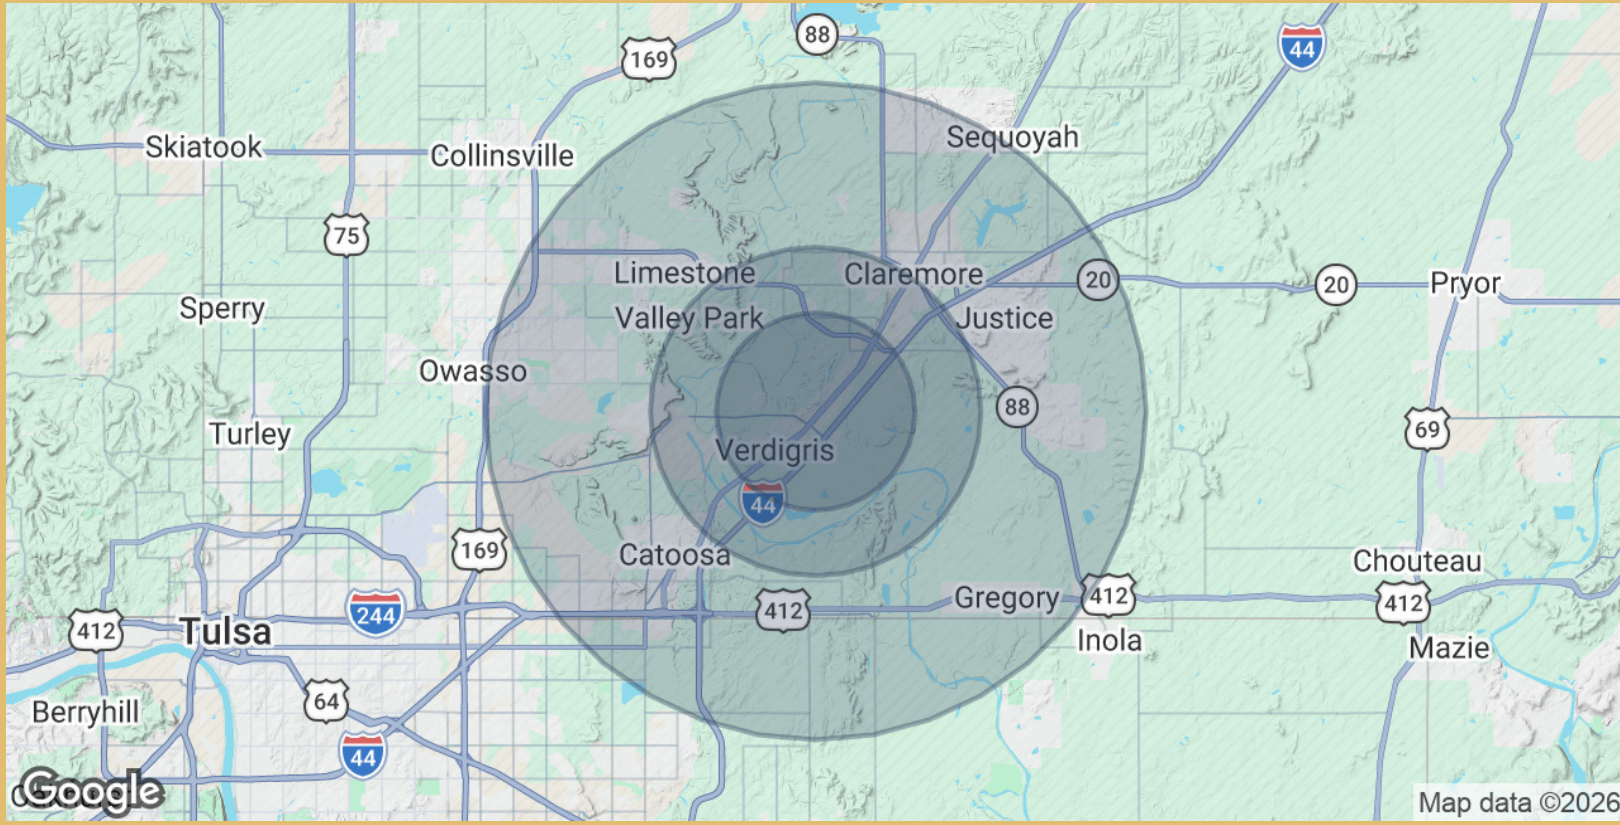 88
44
169
Sequoyah
Skiatook
Collinsville
75
Limestone
Claremore
20
20
Pryor
Sperry
Valley Park
Justice
Owasso
88
Turley
69
Verdigris
44
169
Catoosa
Chouteau
Gregory
412
412
244
412
412
Tulsa
Inola
Mazie
64
Berryhill
44
Google
Map data ©2026